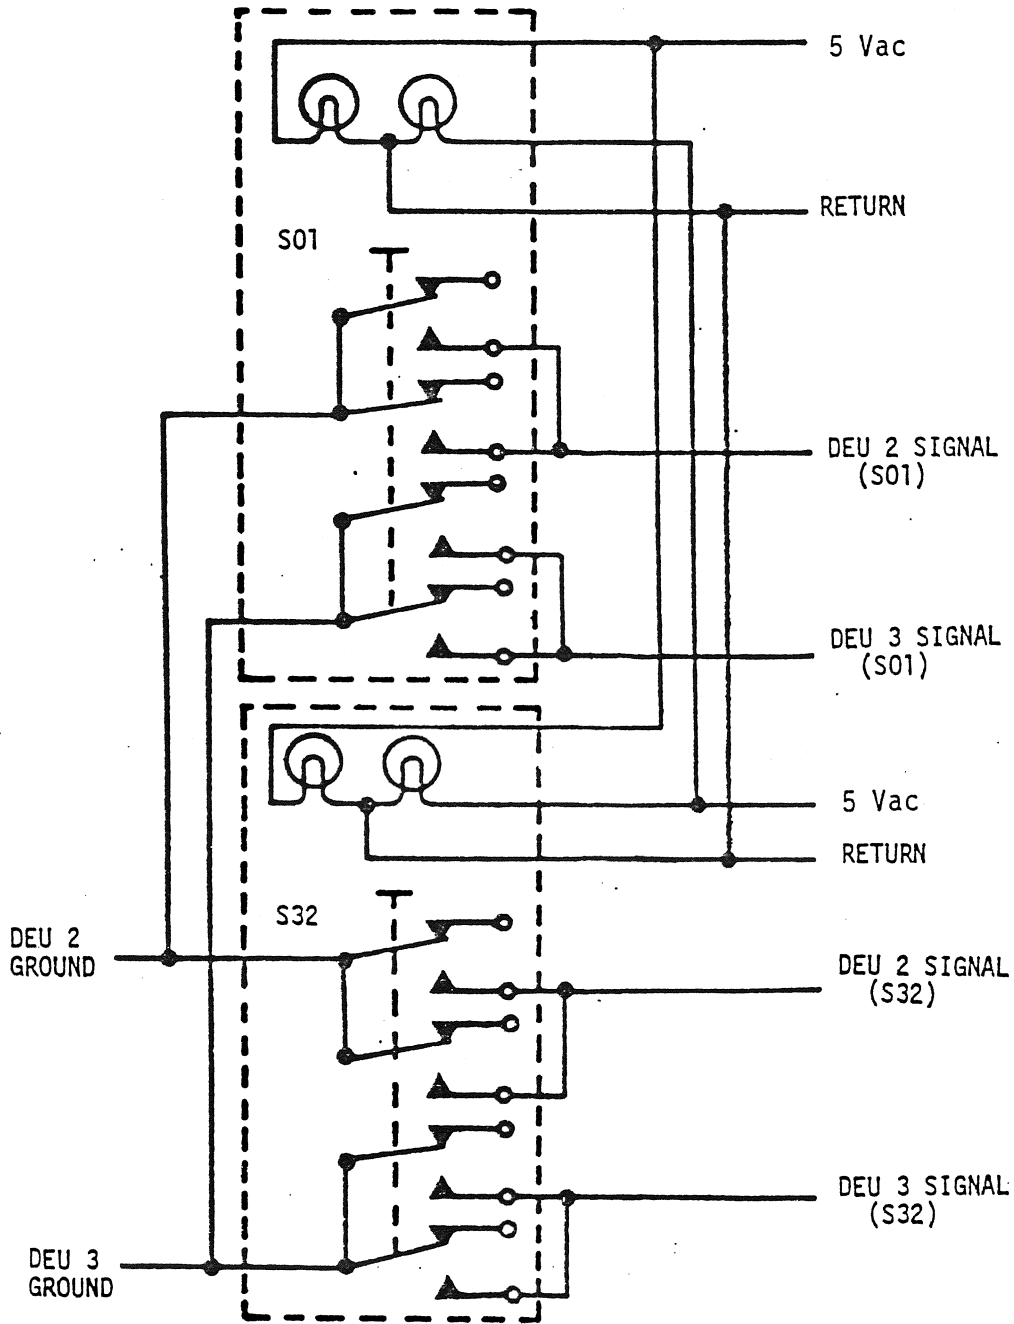 5 Vac
RETURN
S01
DEU 2 SIGNAL
(S01)
DEU 3 SIGNAL
(S01)
5 Vac
RETURN
S32
DEU 2
GROUND
DEU 2 SIGNAL
(S32)
DEU 3 SIGNAL
(S32)
DEU 3
GROUND